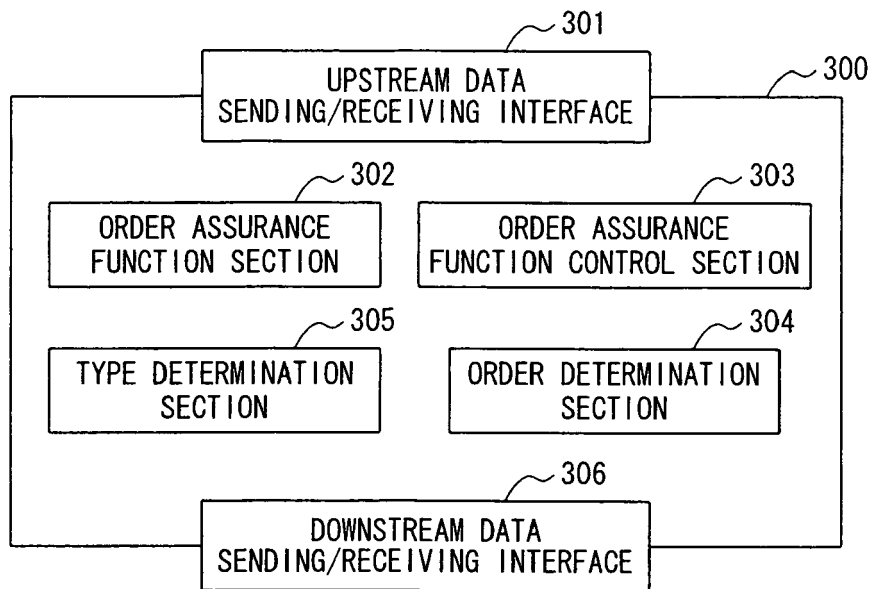 301
UPSTREAM DATA
SENDING/RECEIVING INTERFACE
300
302
ORDER ASSURANCE
FUNCTION SECTION
303
ORDER ASSURANCE
FUNCTION CONTROL SECTION
305
TYPE DETERMINATION
SECTION
304
ORDER DETERMINATION
SECTION
306
DOWNSTREAM DATA
SENDING/RECEIVING INTERFACE